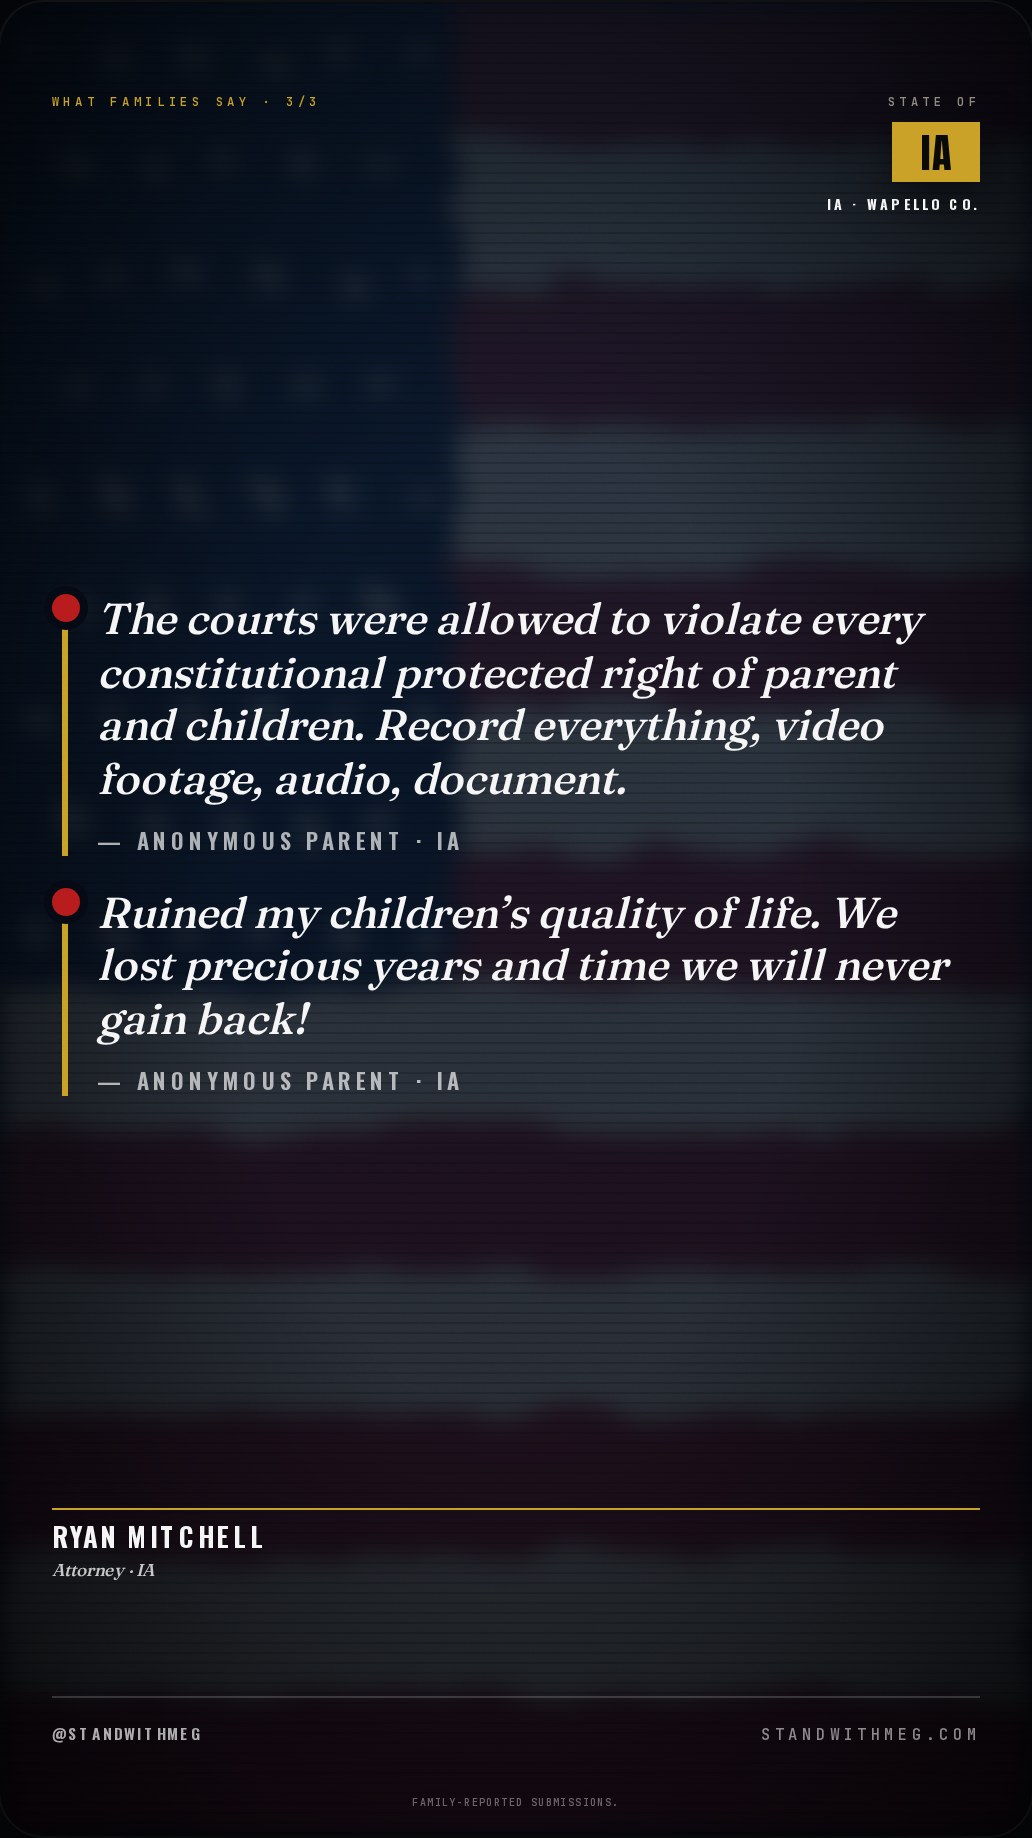 WHAT FAMILIES SAY · 3/3
STATE OF
IA
IA · WAPELLO CO.
The courts were allowed to violate every
constitutional protected right of parent
and children. Record everything, video
footage, audio, document.
— ANONYMOUS PARENT · IA
Ruined my children’s quality of life. We
lost precious years and time we will never
gain back!
— ANONYMOUS PARENT · IA
RYAN MITCHELL
Attorney · IA
@STANDWITHMEG
STANDWITHMEG.COM
FAMILY-REPORTED SUBMISSIONS.